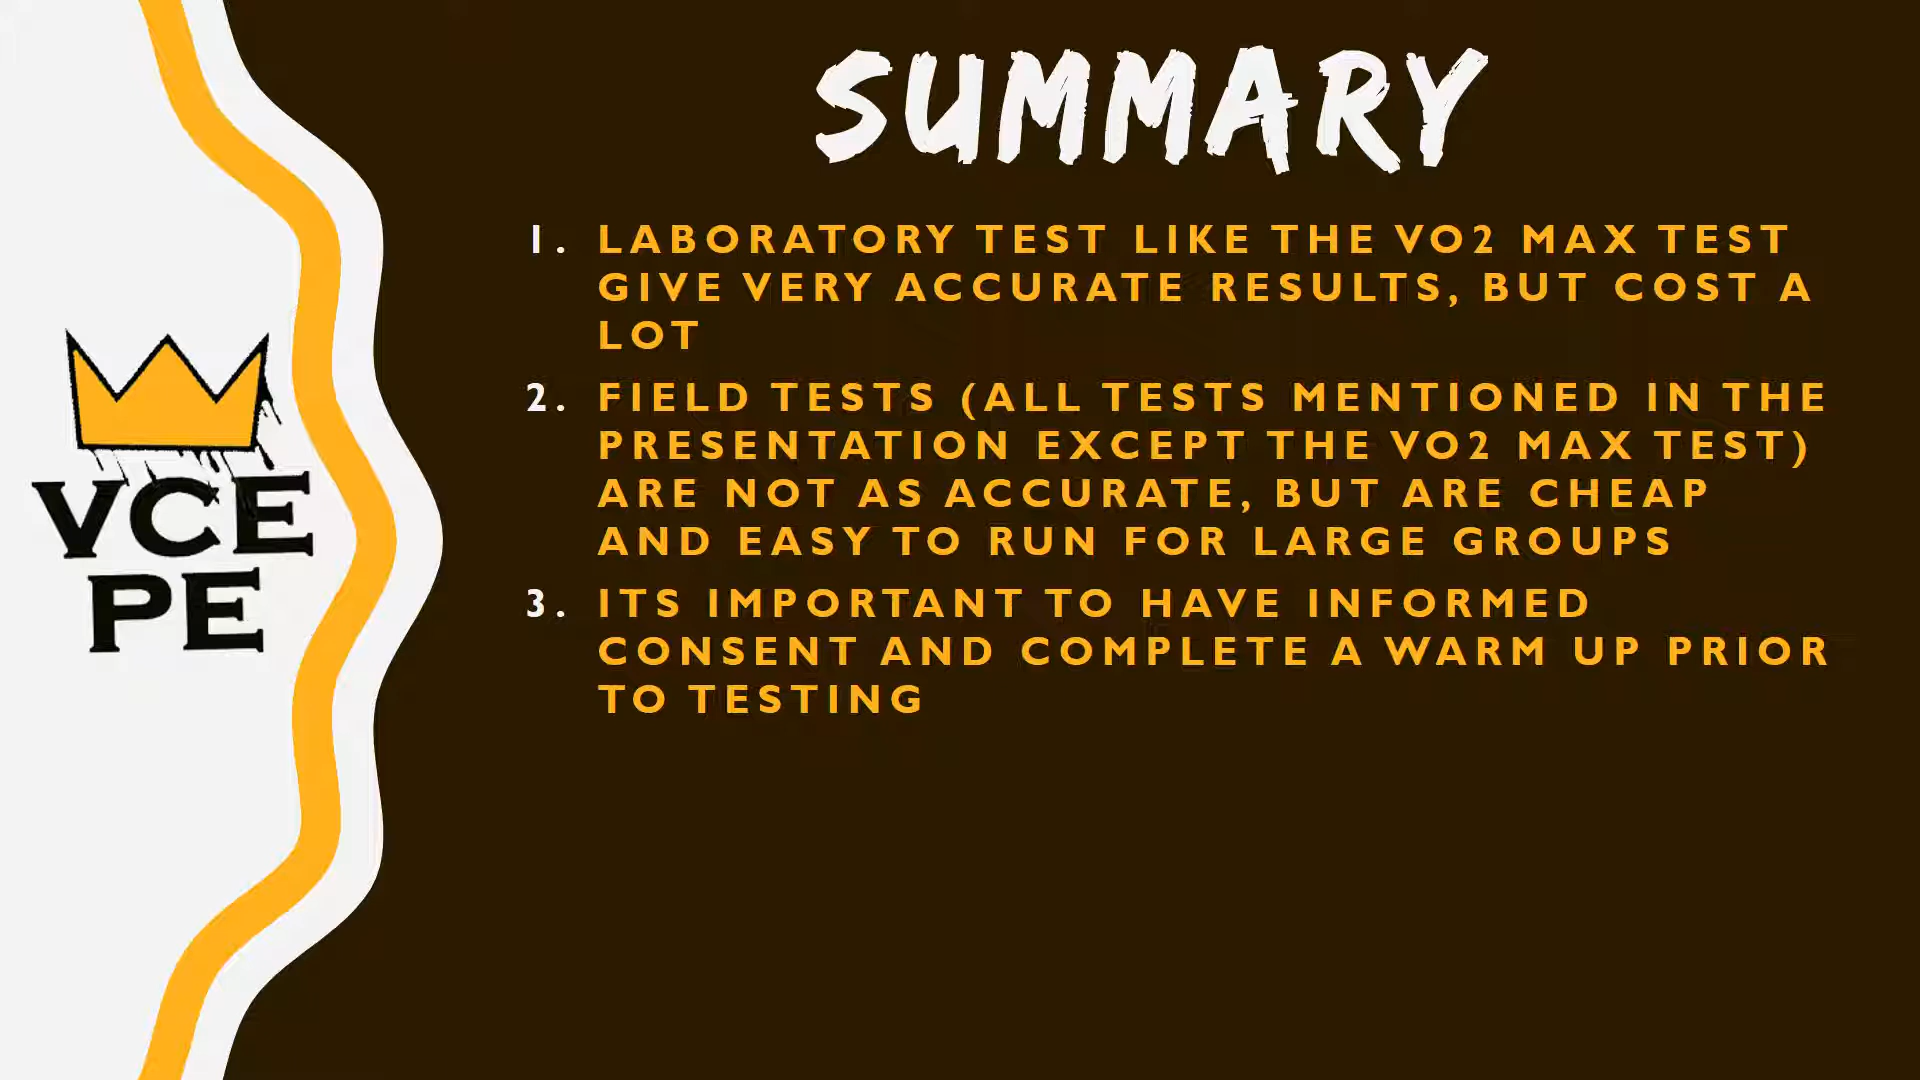 SUMMARY
1. LABORATORY TEST LIKE THE VO2 MAX TEST
GIVE VERY ACCURATE RESULTS, BUT COST A
LOT
2. FIELD TESTS (ALL TESTS MENTIONED IN THE
PRESENTATION EXCEPT THE VO2 MAX TEST)
ARE NOT AS ACCURATE, BUT ARE CHEAP
AND EASY TO RUN FOR LARGE GROUPS
3. ITS IMPORTANT TO HAVE INFORMED
CONSENT AND COMPLETE A WARM UP PRIOR
TO TESTING
VCE
PE